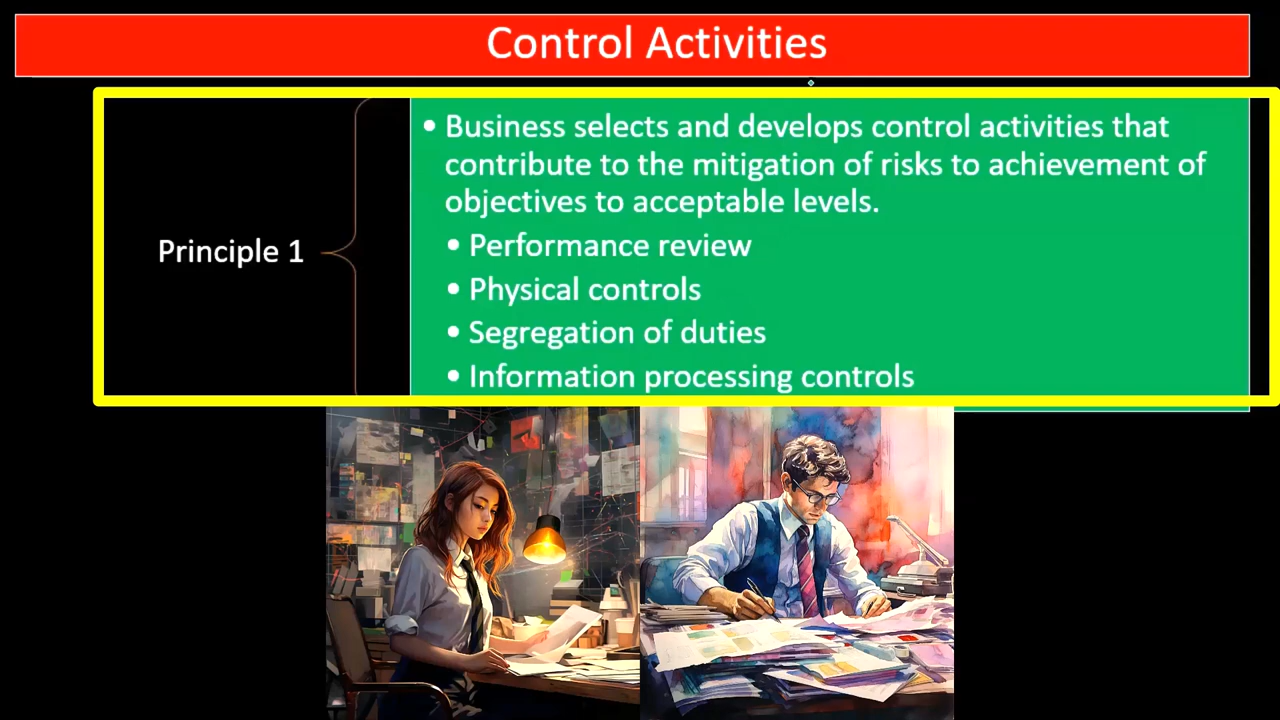 Control Activities
Principle 1
• Business selects and develops control activities that
contribute to the mitigation of risks to achievement of
objectives to acceptable levels.
• Performance review
• Physical controls
• Segregation of duties
• Information processing controls